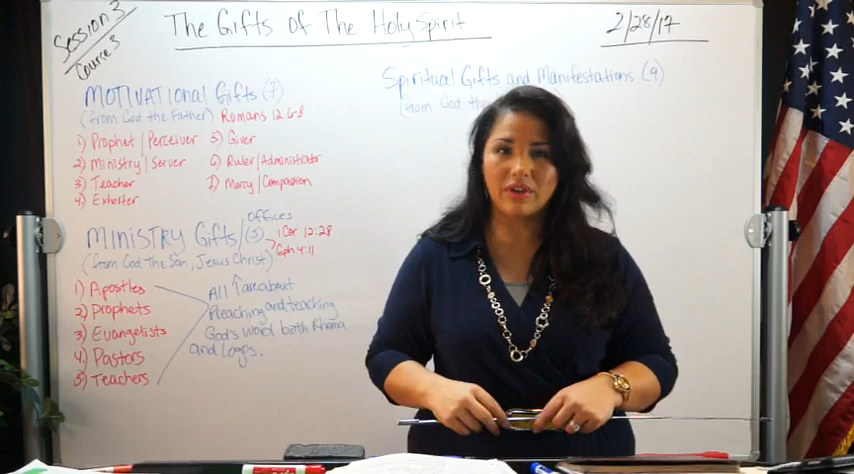 Session 3
Course 3
The Gifts of The Holy Spirit
2/28/17
MOTIVATIONAL Gifts (7)
(from God the Father) Romans 12:6-8
1) Prophet/Perceiver
2) Ministry/Server
3) Teacher
4) Exhorter
5) Giver
6) Ruler/Administrator
7) Mercy/Compassion
MINISTRY Gifts/Offices (5)
1 Cor 12:28
Eph 4:11
(from God the Son, Jesus Christ)
1) Apostles
2) Prophets
3) Evangelists
4) Pastors
5) Teachers
All are about
Preaching and teaching
God's Word both Rhema
and Logos.
Spiritual Gifts and Manifestations (9)
(from God the